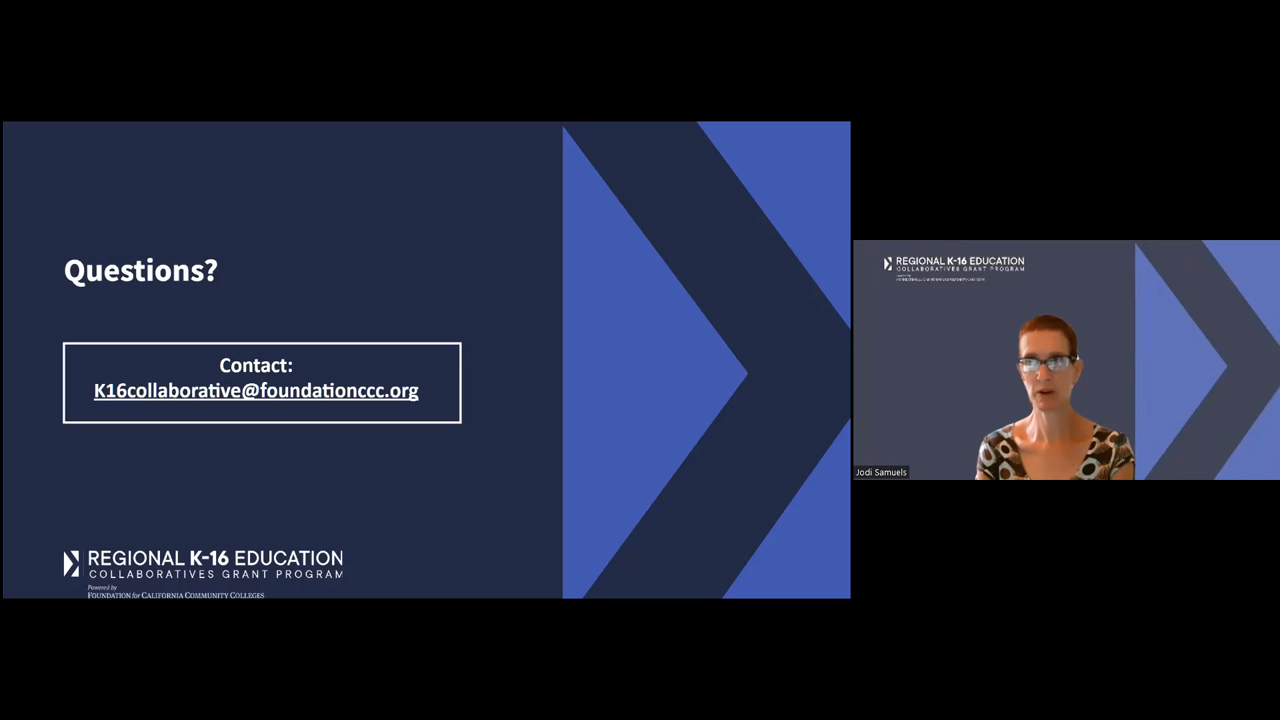 Questions?
Contact:
K16collaborative@foundationccc.org
REGIONAL K-16 EDUCATION
COLLABORATIVES GRANT PROGRAM
Powered by
FOUNDATION for CALIFORNIA COMMUNITY COLLEGES
REGIONAL K-16 EDUCATION
COLLABORATIVES GRANT PROGRAM
Jodi Samuels